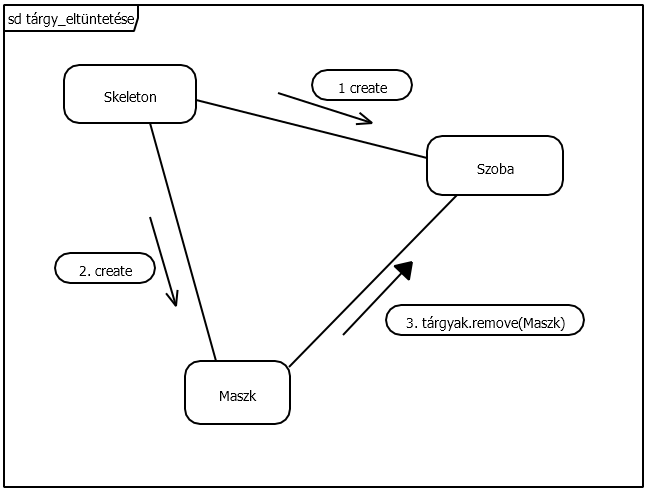 sd tárgy_eltüntetése
Skeleton
1 create
Szoba
2. create
3. tárgyak.remove(Maszk)
Maszk